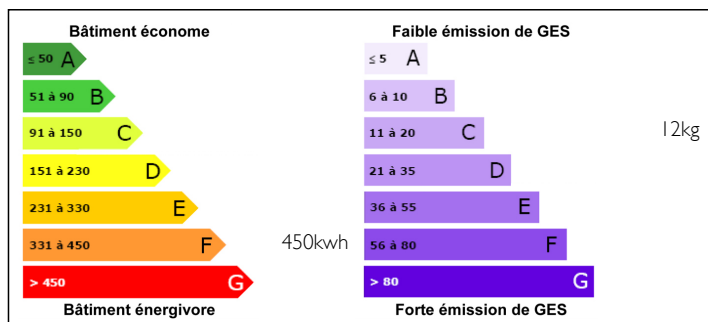 Bâtiment économe
≤ 50 A
51 à 90 B
91 à 150 C
151 à 230 D
231 à 330 E
331 à 450 F
450kwh
> 450 G
Bâtiment énergivore
Faible émission de GES
≤ 5 A
6 à 10 B
11 à 20 C
12kg
21 à 35 D
36 à 55 E
56 à 80 F
> 80 G
Forte émission de GES